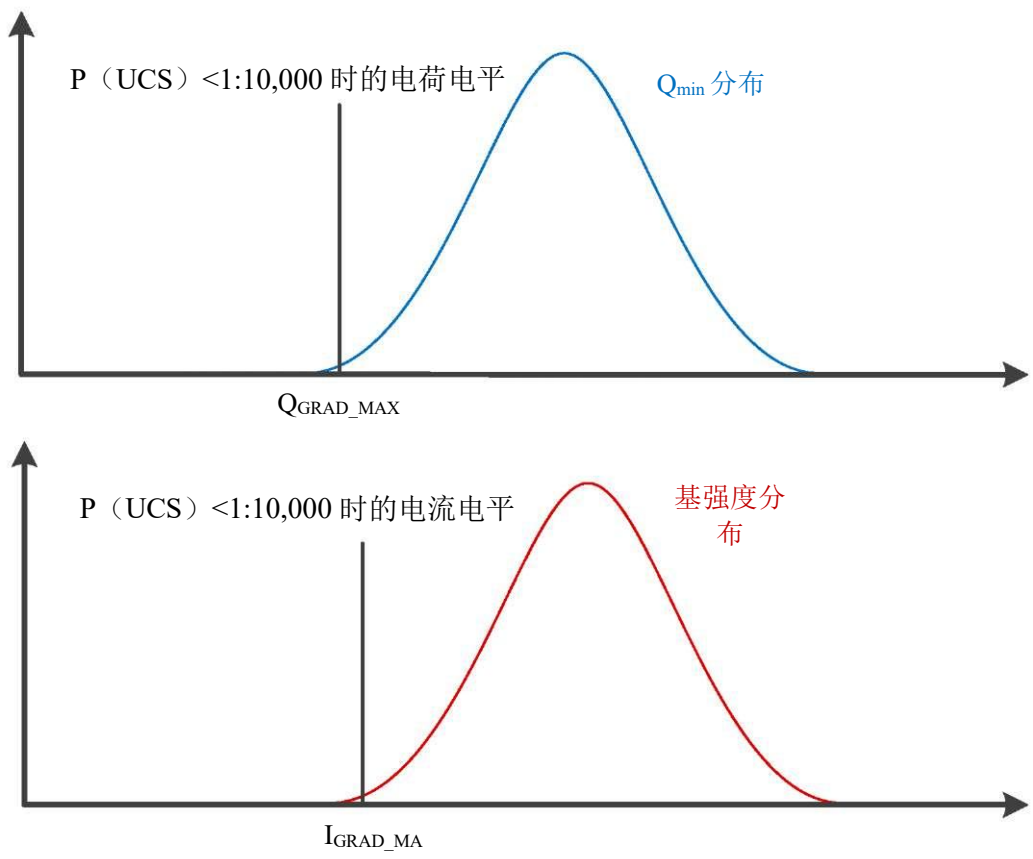 P（UCS）<1:10,000 时的电荷电平
Qmin 分布
QGRAD_MAX
P（UCS）<1:10,000 时的电流电平
基强度分
布
IGRAD_MA